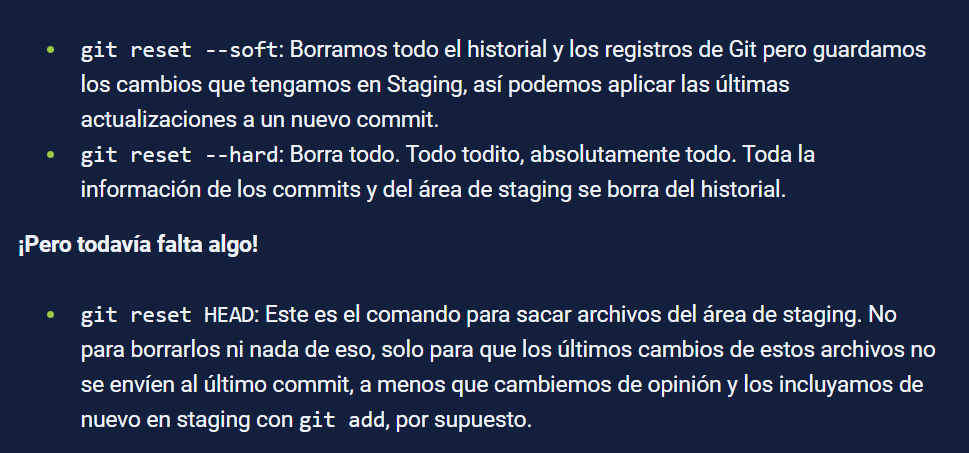 • git reset --soft: Borramos todo el historial y los registros de Git pero guardamos
los cambios que tengamos en Staging, así podemos aplicar las últimas
actualizaciones a un nuevo commit.
• git reset --hard: Borra todo. Todo todito, absolutamente todo. Toda la
información de los commits y del área de staging se borra del historial.
¡Pero todavía falta algo!
• git reset HEAD: Este es el comando para sacar archivos del área de staging. No
para borrarlos ni nada de eso, solo para que los últimos cambios de estos archivos no
se envíen al último commit, a menos que cambiemos de opinión y los incluyamos de
nuevo en staging con git add, por supuesto.